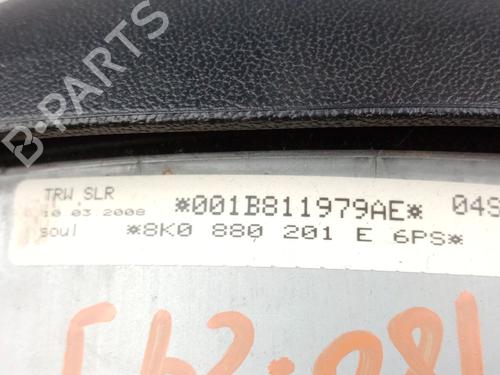 B-PARTS
TRW,SLR
10.03.2008
*001B811979AE* 04S
soul *8K0 880 201 E 6PS*